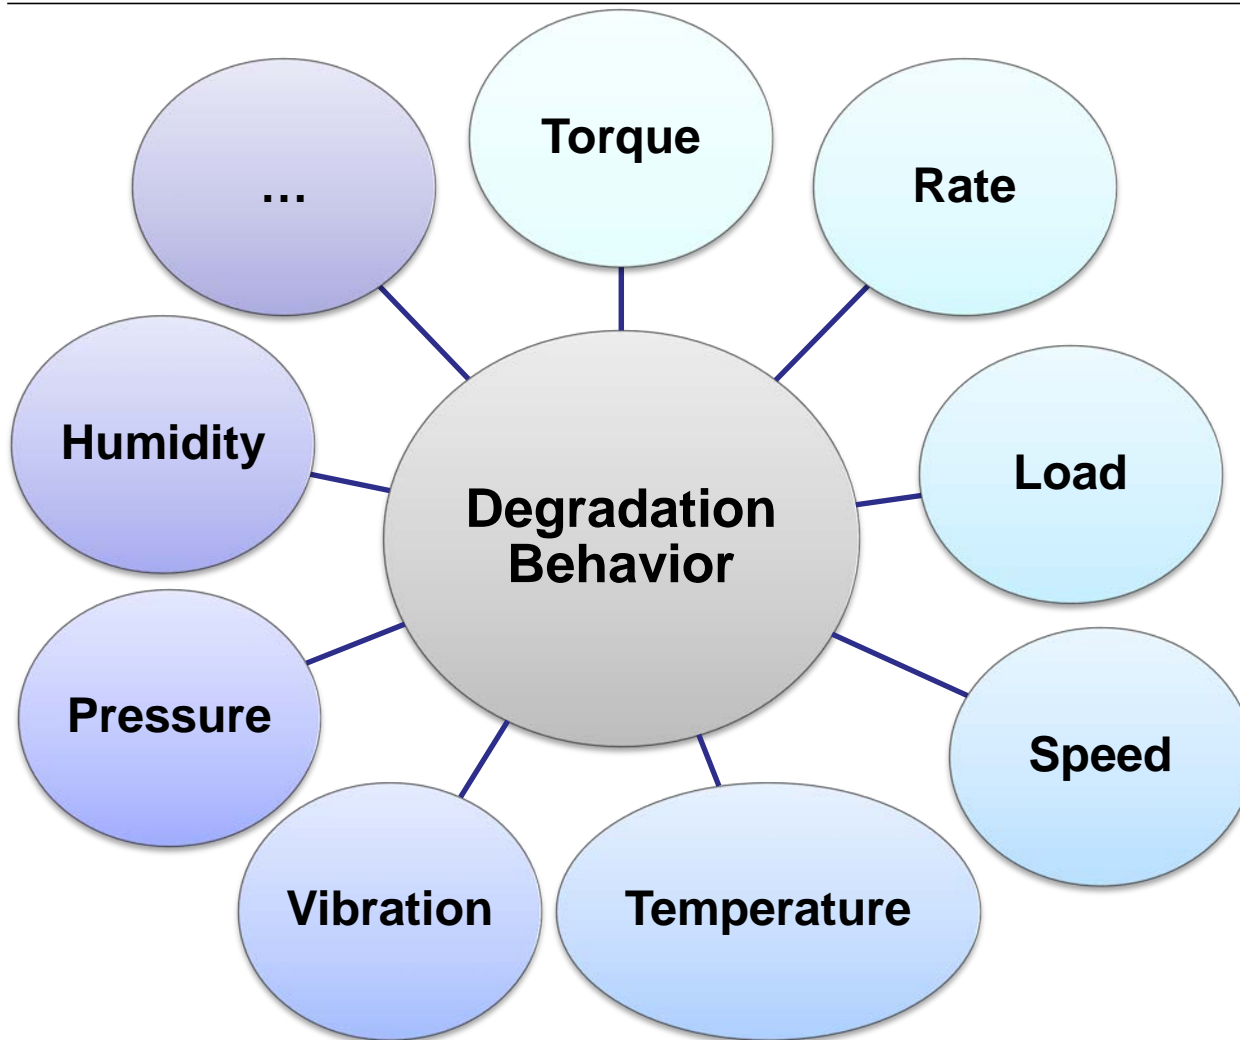 Torque
Rate
...
Humidity
Load
Degradation
Behavior
Pressure
Speed
Vibration
Temperature